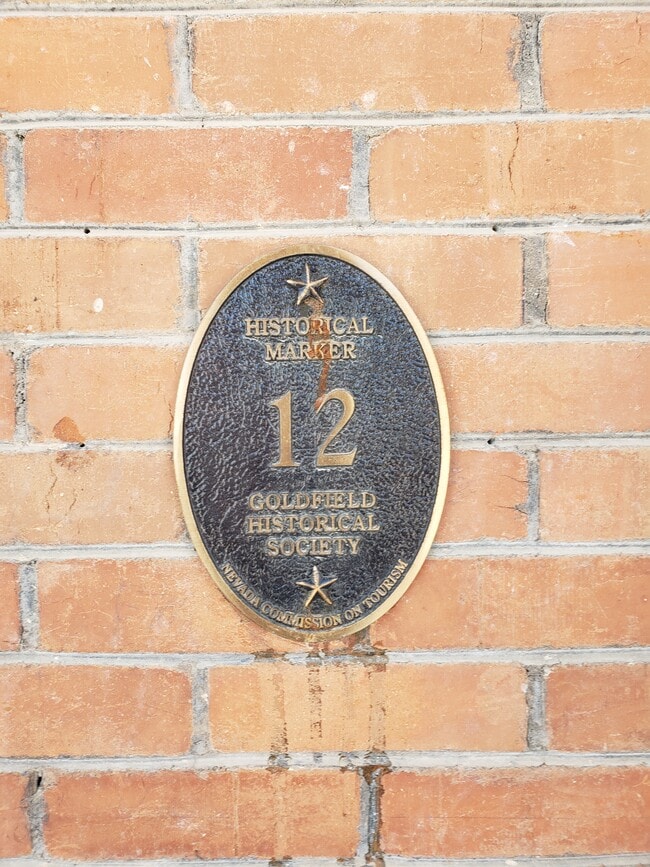 HISTORICAL
MARKER
12
GOLDFIELD
HISTORICAL
SOCIETY
NEVADA COMMISSION ON TOURISM